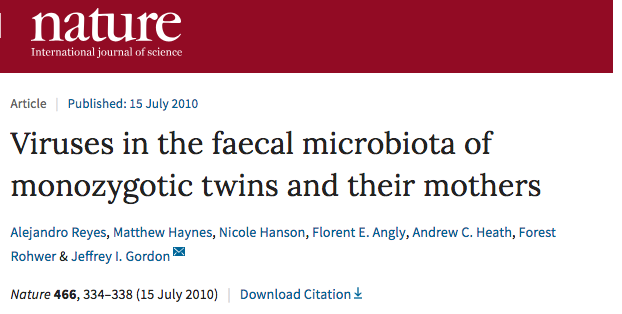 nature
International journal of science
Article | Published: 15 July 2010
Viruses in the faecal microbiota of
monozygotic twins and their mothers
Alejandro Reyes, Matthew Haynes, Nicole Hanson, Florent E. Angly, Andrew C. Heath, Forest
Rohwer & Jeffrey I. Gordon
Nature 466, 334–338 (15 July 2010) | Download Citation